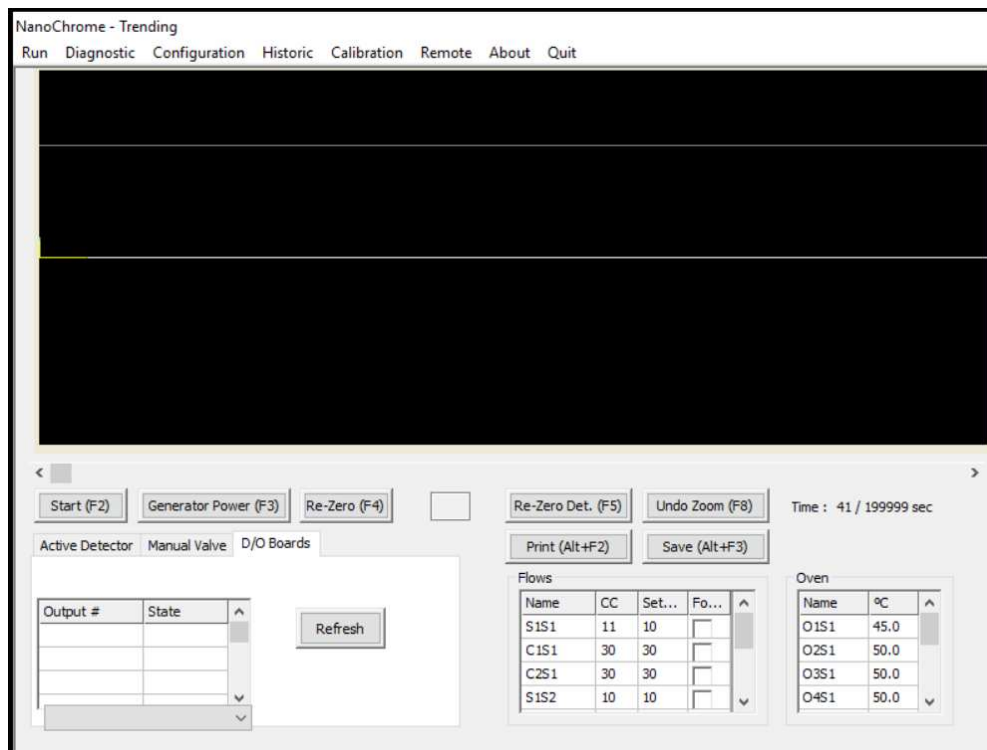 NanoChrome - Trending
Run Diagnostic Configuration Historic Calibration Remote About Quit
Start (F2) Generator Power (F3) Re-Zero (F4) Re-Zero Det. (F5) Undo Zoom (F8) Time : 41 / 199999 sec
Active Detector Manual Valve D/O Boards Print (Alt+F2) Save (Alt+F3)
Output # State
Refresh
Flows
Name CC Set... Fo...
S1S1 11 10
C1S1 30 30
C2S1 30 30
S1S2 10 10
Oven
Name ºC
O1S1 45.0
O2S1 50.0
O3S1 50.0
O4S1 50.0